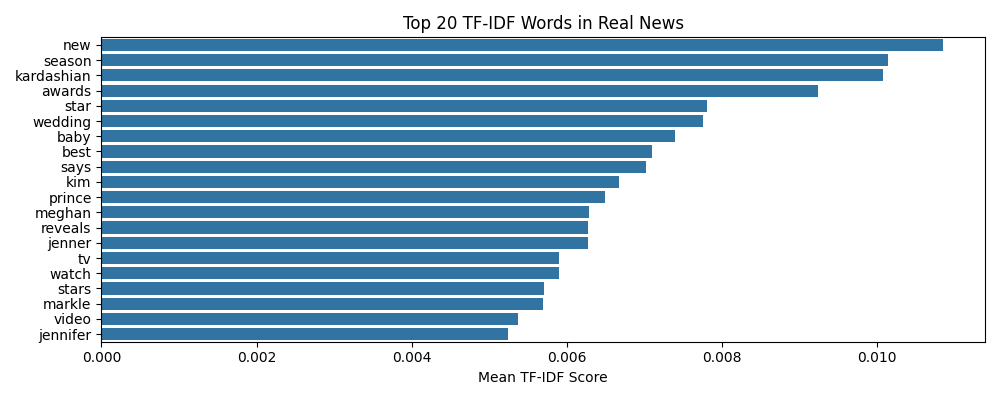 Top 20 TF-IDF Words in Real News
new
season
kardashian
awards
star
wedding
baby
best
says
kim
prince
meghan
reveals
jenner
tv
watch
stars
markle
video
jennifer
0.000 0.002 0.004 0.006 0.008 0.010
Mean TF-IDF Score